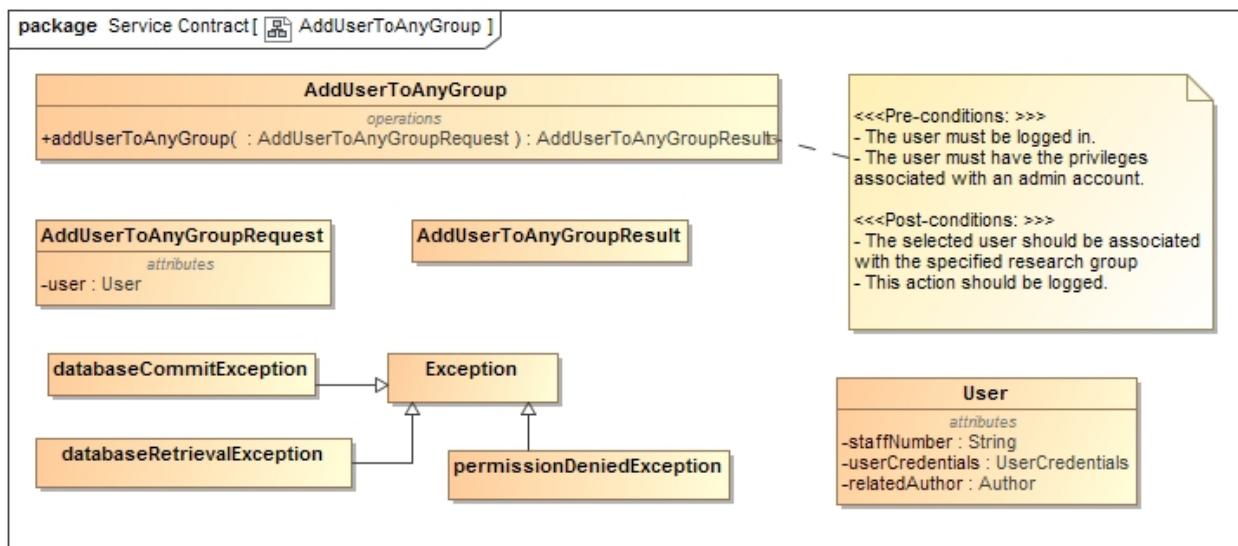 package Service Contract [ AddUserToAnyGroup ]
AddUserToAnyGroup
operations
+addUserToAnyGroup( : AddUserToAnyGroupRequest ) : AddUserToAnyGroupResult
<<<Pre-conditions: >>>
- The user must be logged in.
- The user must have the privileges
associated with an admin account.
<<<Post-conditions: >>>
- The selected user should be associated
with the specified research group
- This action should be logged.
AddUserToAnyGroupRequest
attributes
-user : User
AddUserToAnyGroupResult
databaseCommitException
Exception
databaseRetrievalException
permissionDeniedException
User
attributes
-staffNumber : String
-userCredentials : UserCredentials
-relatedAuthor : Author